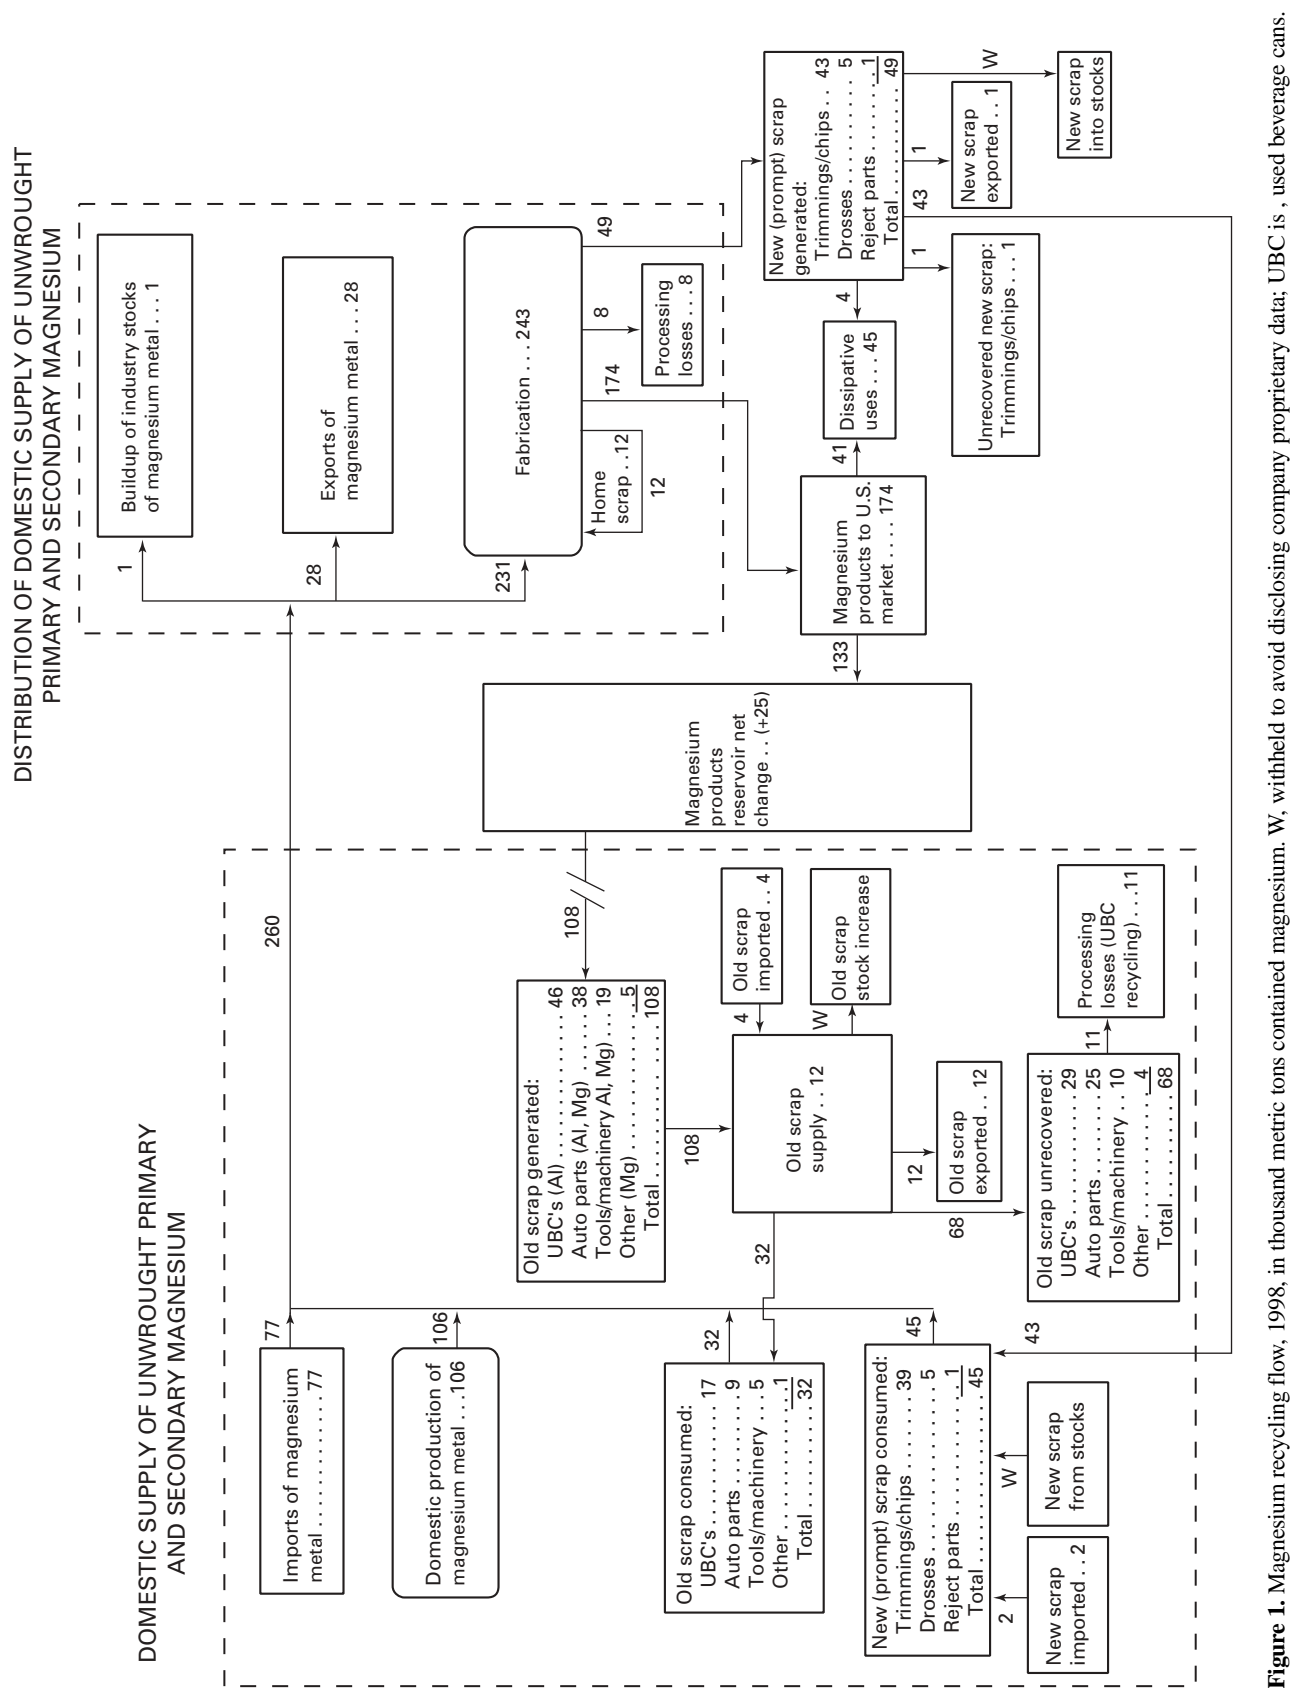 DOMESTIC SUPPLY OF UNWROUGHT PRIMARY
AND SECONDARY MAGNESIUM
Imports of magnesium
metal . . . . . . . . . . . 77
77
Domestic production of
magnesium metal . . .106
106
260
Old scrap generated:
UBC's (Al) . . . . . . . . . . . . . . . . 46
Auto parts (Al, Mg) . . . . . . . 38
Tools/machinery Al, Mg) . . . 19
Other (Mg) . . . . . . . . . . . . . . . 5
Total . . . . . . . . . . . . . . . 108
108
108
Old scrap consumed:
UBC's . . . . . . . . . . . . . 17
Auto parts . . . . . . . . . 9
Tools/machinery . . . 5
Other . . . . . . . . . . . . . 1
Total . . . . . . . . . . . 32
32
32
Old scrap
supply . . 12
Old scrap
imported . . 4
4
Old scrap
stock increase
W
Old scrap
exported . . 12
12
68
New (prompt) scrap consumed:
Trimmings/chips . . . . . . . . 39
Drosses . . . . . . . . . . . . . . . . 5
Reject parts . . . . . . . . . . . . 1
Total . . . . . . . . . . . . . . . . . 45
45
43
New scrap
imported . . 2
2
New scrap
from stocks
W
Old scrap unrecovered:
UBC's . . . . . . . . . . . . . 29
Auto parts . . . . . . . . . 25
Tools/machinery . . 10
Other . . . . . . . . . . . . . 4
Total. . . . . . . . . . . 68
11
Processing
losses (UBC
recycling) . . .11
DISTRIBUTION OF DOMESTIC SUPPLY OF UNWROUGHT
PRIMARY AND SECONDARY MAGNESIUM
Buildup of industry stocks
of magnesium metal . . . 1
1
Exports of
magnesium metal . . . 28
28
Fabrication . . . 243
231
Home
scrap . . 12
12
174
8
49
Processing
losses . . . 8
Magnesium
products
reservoir net
change . . (+25)
133
Magnesium
products to U.S.
market . . . . 174
41
Dissipative
uses . . . 45
4
New (prompt) scrap
generated:
Trimmings/chips . . 43
Drosses . . . . . . . . . . 5
Reject parts . . . . . . . 1
Total . . . . . . . . . . . 49
1
43
1
W
Unrecovered new scrap:
Trimmings/chips . . . 1
New scrap
exported . . 1
New scrap
into stocks
Figure 1. Magnesium recycling flow, 1998, in thousand metric tons contained magnesium. W, withheld to avoid disclosing company proprietary data; UBC is , used beverage cans.